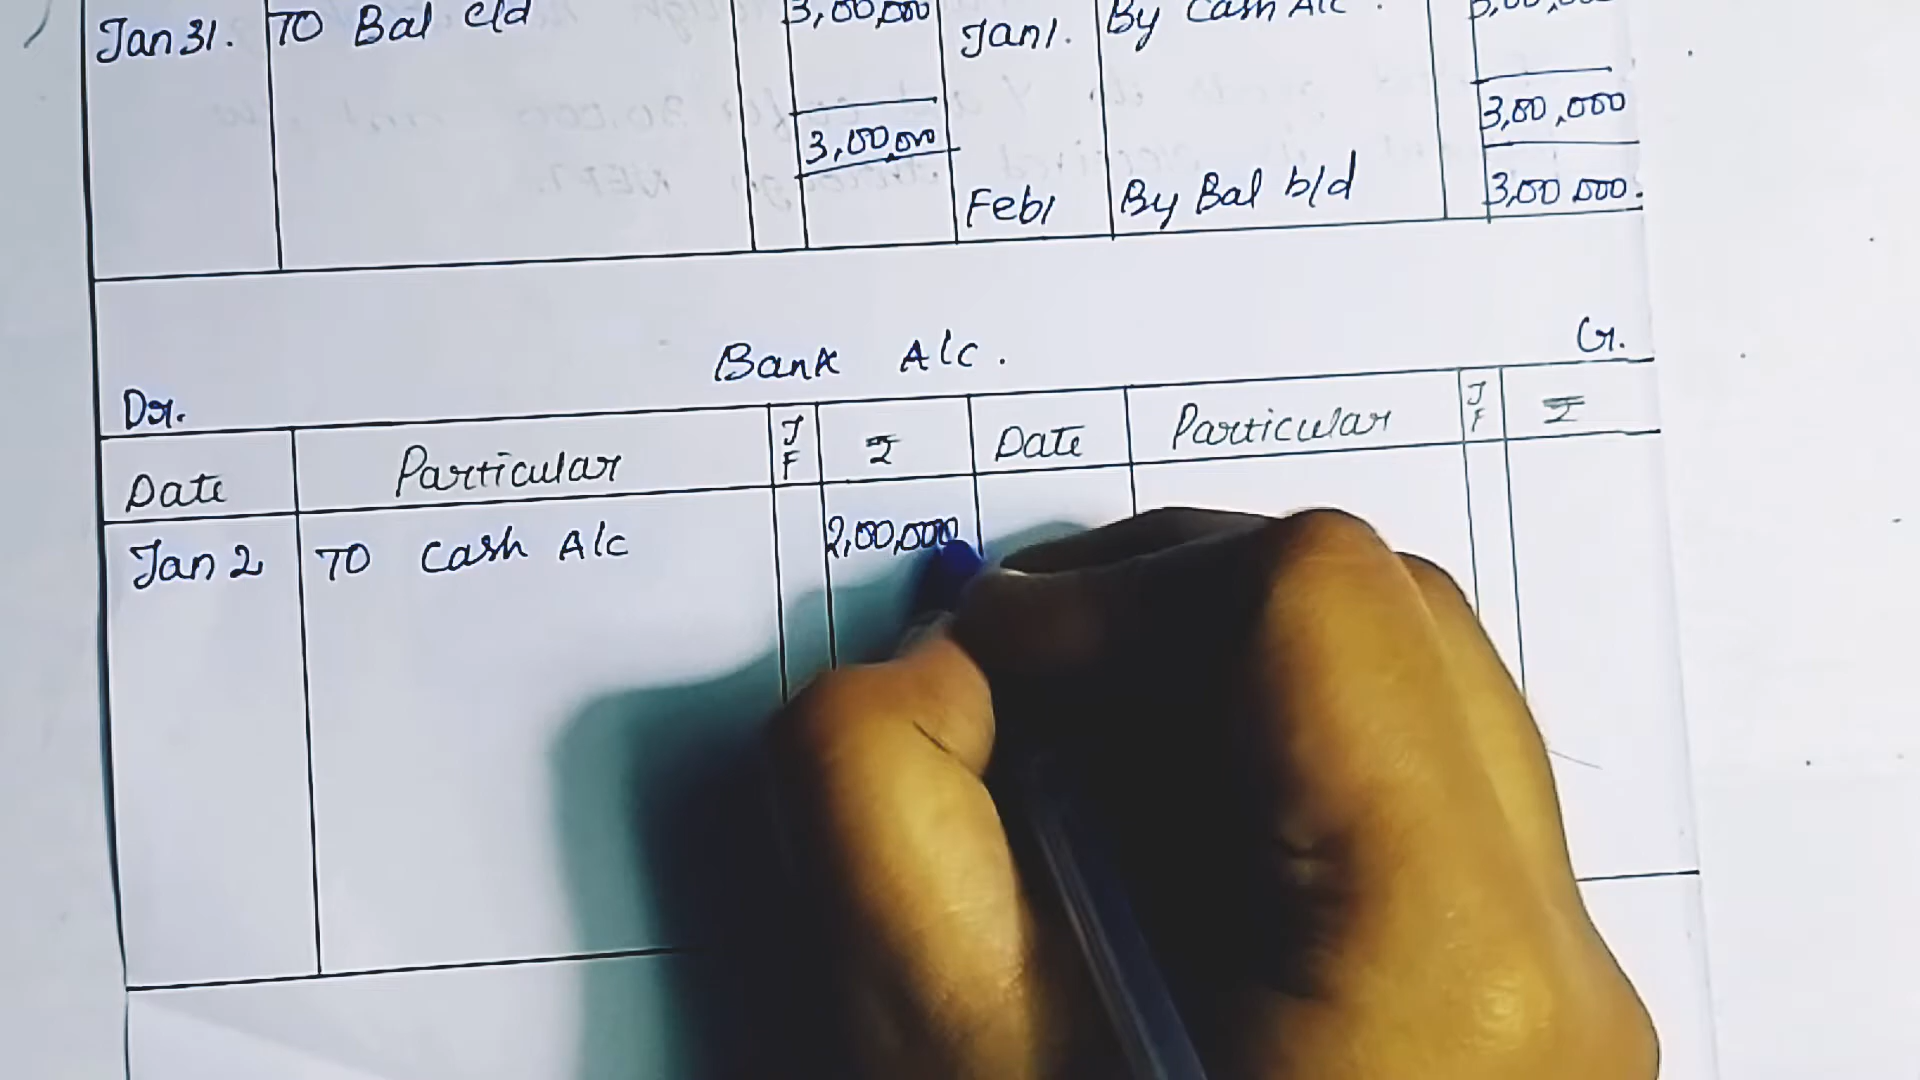 Jan 31. TO Bal c/d 3,00,000 Jan 1. By Cash A/c.
3,00,000 3,00,000
Feb 1 By Bal b/d 3,00 000.
Bank A/c.
Dr. Cr.
Date Particular JF ₹ Date Particular JF ₹
Jan 2 TO Cash A/c 2,00,000